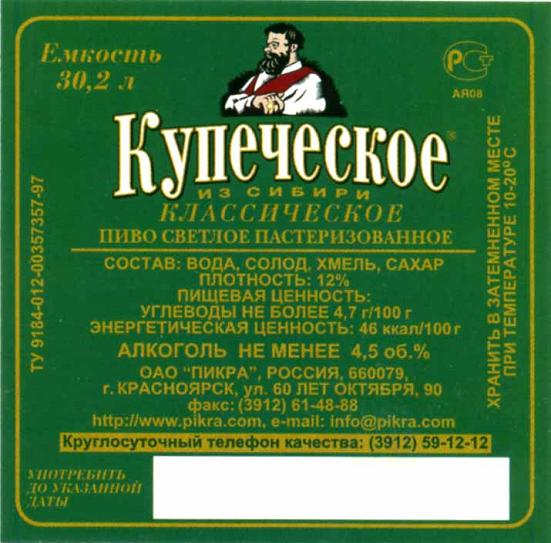 Емкость
30,2 л
РСТ
АЯ08
Купеческое®
ИЗ СИБИРИ
КЛАССИЧЕСКОЕ
ПИВО СВЕТЛОЕ ПАСТЕРИЗОВАННОЕ
СОСТАВ: ВОДА, СОЛОД, ХМЕЛЬ, САХАР
ПЛОТНОСТЬ: 12%
ПИЩЕВАЯ ЦЕННОСТЬ:
УГЛЕВОДЫ НЕ БОЛЕЕ 4,7 г/100 г
ЭНЕРГЕТИЧЕСКАЯ ЦЕННОСТЬ: 46 ккал/100 г
АЛКОГОЛЬ НЕ МЕНЕЕ 4,5 об.%
ОАО "ПИКРА", РОССИЯ, 660079,
г. КРАСНОЯРСК, ул. 60 ЛЕТ ОКТЯБРЯ, 90
факс: (3912) 61-48-88
http://www.pikra.com, e-mail: info@pikra.com
Круглосуточный телефон качества: (3912) 59-12-12
УПОТРЕБИТЬ
ДО УКАЗАННОЙ
ДАТЫ
ТУ 9184-012-00357357-97
ХРАНИТЬ В ЗАТЕМНЕННОМ МЕСТЕ
ПРИ ТЕМПЕРАТУРЕ 10-20°С